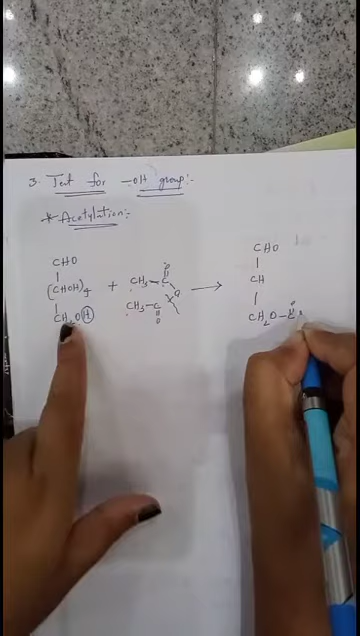 3. Test for -OH group:-
* Acetylation:-
CHO
(CHOH)4 + CH3-C
O
CH3-C
O
CH2OH
→
CHO
CH
CH2O-C
O